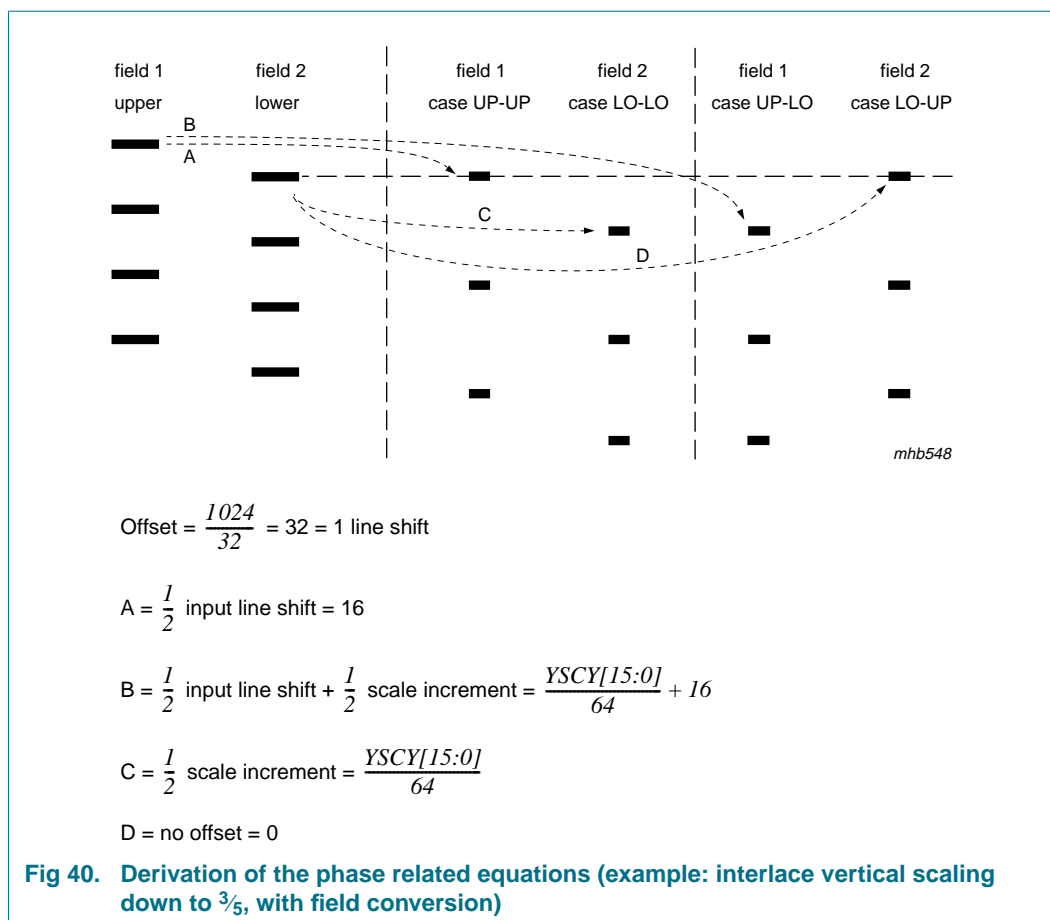 field 1 field 2 field 1 field 2 field 1 field 2
upper lower case UP-UP case LO-LO case UP-LO case LO-UP
B
A
C
D
mhb548
Offset = 1024/32 = 32 = 1 line shift
A = 1/2 input line shift = 16
B = 1/2 input line shift + 1/2 scale increment = YSCY[15:0]/64 + 16
C = 1/2 scale increment = YSCY[15:0]/64
D = no offset = 0
Fig 40. Derivation of the phase related equations (example: interlace vertical scaling
down to 3/5, with field conversion)